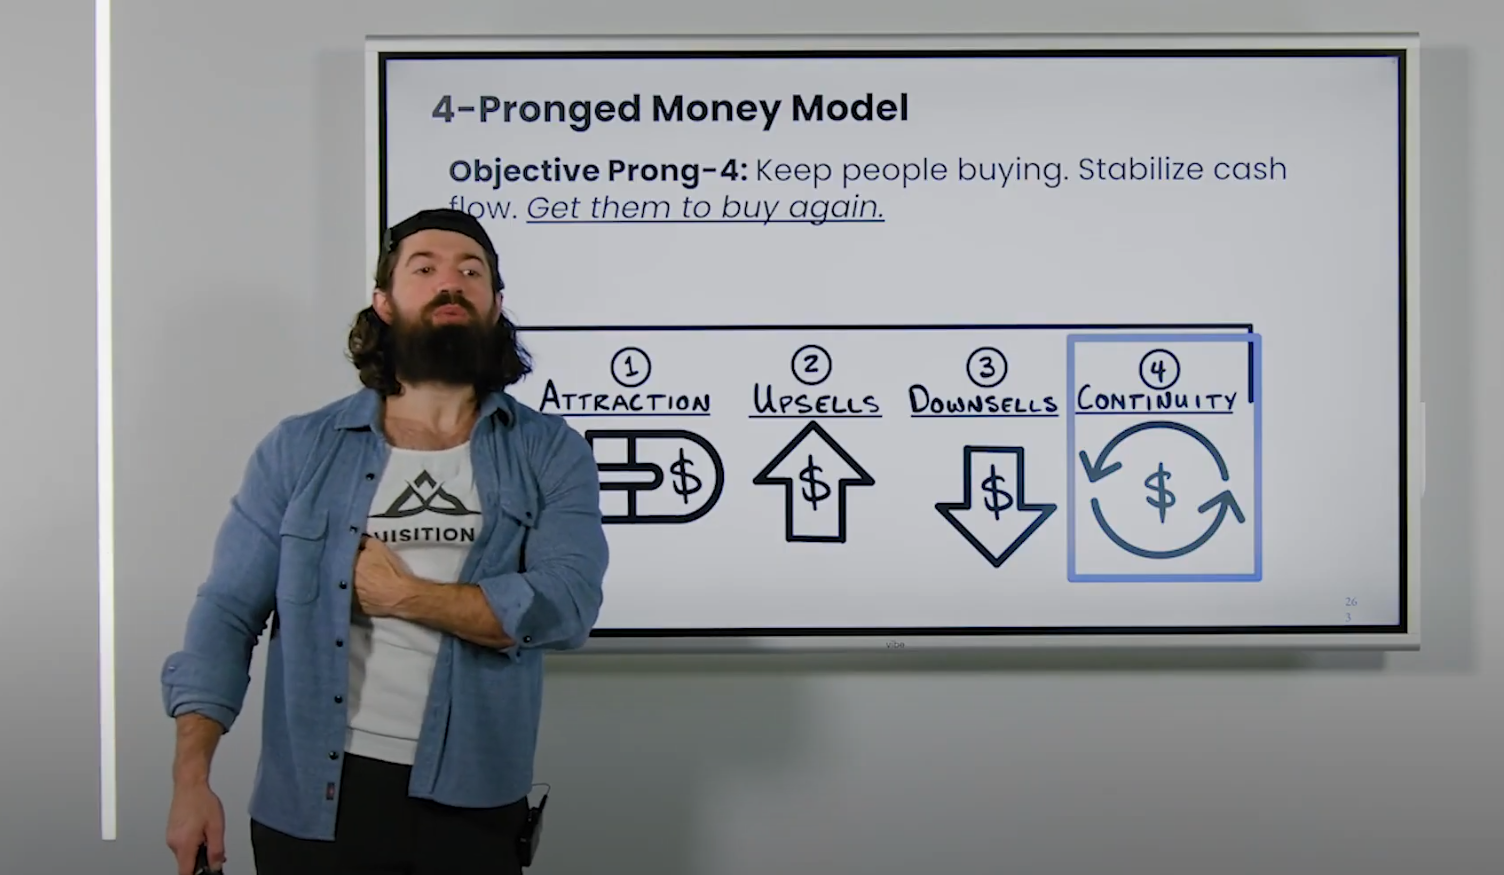 4-Pronged Money Model
Objective Prong-4: Keep people buying. Stabilize cash
flow. Get them to buy again.
1 2 3 4
ATTRACTION UPSELLS DOWNSELLS CONTINUITY
$ $ $ $
UISITION
26
3
vibe